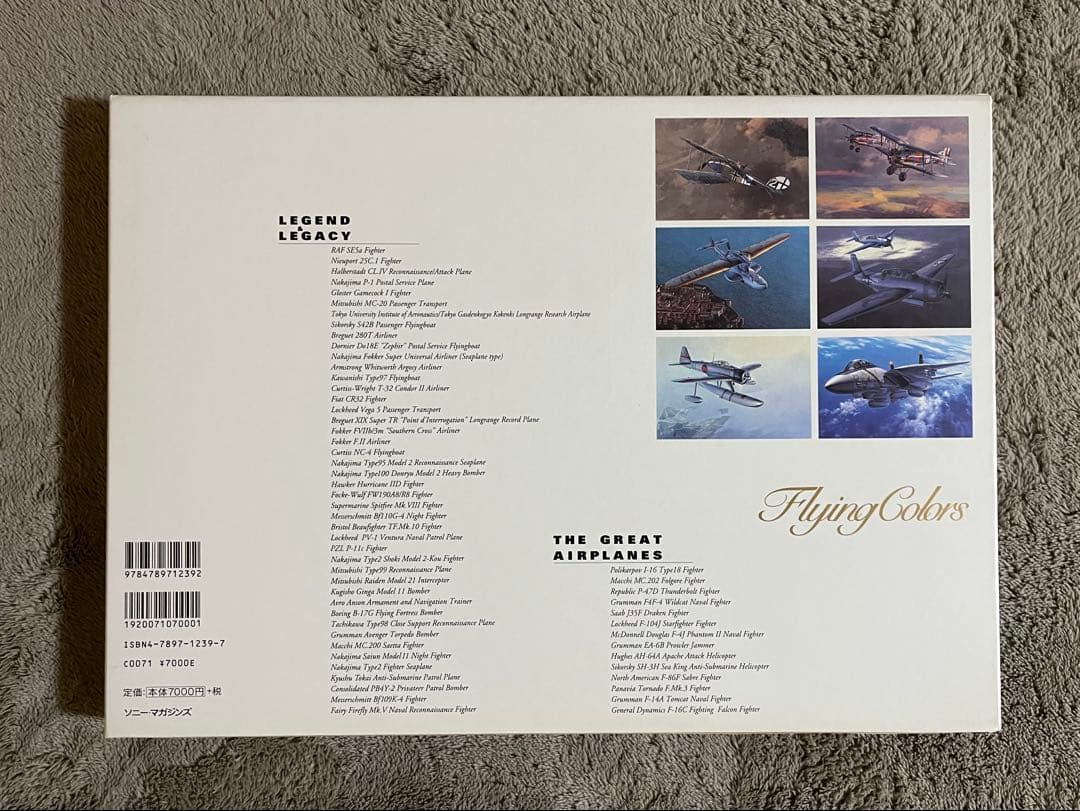 LEGEND
&
LEGACY
RAF SE5a Fighter
Nieuport 25C.1 Fighter
Halberstadt CL.IV Reconnaissance/Attack Plane
Nakajima P-1 Postal Service Plane
Gloster Gamecock I Fighter
Mitsubishi MC-20 Passenger Transport
Tokyo University Institute of Aeronautics/Tokyo Gasdenkogyo Kokenki Longrange Research Airplane
Sikorsky S42B Passenger Flyingboat
Breguet 280T Airliner
Dornier Do18E "Zephir" Postal Service Flyingboat
Nakajima Fokker Super Universal Airliner (Seaplane type)
Armstrong Whitworth Argosy Airliner
Kawanishi Type97 Flyingboat
Curtiss-Wright T-32 Condor II Airliner
Fiat CR32 Fighter
Lockheed Vega 5 Passenger Transport
Breguet XIX Super TR "Point d'Interrogation" Longrange Record Plane
Fokker FVIIb/3m "Southern Cross" Airliner
Fokker F.II Airliner
Curtiss NC-4 Flyingboat
Nakajima Type95 Model 2 Reconnaissance Seaplane
Nakajima Type100 Donryu Model 2 Heavy Bomber
Hawker Hurricane IID Fighter
Focke-Wulf FW190A8/R8 Fighter
Supermarine Spitfire Mk.VIII Fighter
Messerschmitt Bf110G-4 Night Fighter
Bristol Beaufighter TF.Mk.10 Fighter
Lockheed PV-1 Ventura Naval Patrol Plane
PZL P-11c Fighter
Nakajima Type2 Shoki Model 2-Kou Fighter
Mitsubishi Type99 Reconnaissance Plane
Mitsubishi Raiden Model 21 Interceptor
Kugisho Ginga Model 11 Bomber
Avro Anson Armament and Navigation Trainer
Boeing B-17G Flying Fortress Bomber
Tachikawa Type98 Close Support Reconnaissance Plane
Grumman Avenger Torpedo Bomber
Macchi MC.200 Saetta Fighter
Nakajima Saiun Model11 Night Fighter
Nakajima Type2 Fighter Seaplane
Kyushu Tokai Anti-Submarine Patrol Plane
Consolidated PB4Y-2 Privateer Patrol Bomber
Messerschmitt Bf109K-4 Fighter
Fairy Firefly Mk.V Naval Reconnaissance Fighter
Flying Colors
THE GREAT
AIRPLANES
Polikarpov I-16 Type18 Fighter
Macchi MC.202 Folgore Fighter
Republic P-47D Thunderbolt Fighter
Grumman F4F-4 Wildcat Naval Fighter
Saab J35F Draken Fighter
Lockheed F-104J Starfighter Fighter
McDonnell Douglas F-4J Phantom II Naval Fighter
Grumman EA-6B Prowler Jammer
Hughes AH-64A Apache Attack Helicopter
Sikorsky SH-3H Sea King Anti-Submarine Helicopter
North American F-86F Sabre Fighter
Panavia Tornado F.Mk.3 Fighter
Grumman F-14A Tomcat Naval Fighter
General Dynamics F-16C Fighting Falcon Fighter
9784789712392
1920071070001
ISBN4-7897-1239-7
C0071 ¥7000E
定価:本体7000円+税
ソニー・マガジンズ